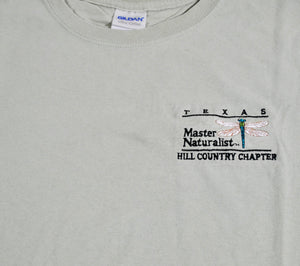 GILDAN
TEXAS
Master
Naturalist
HILL COUNTRY CHAPTER